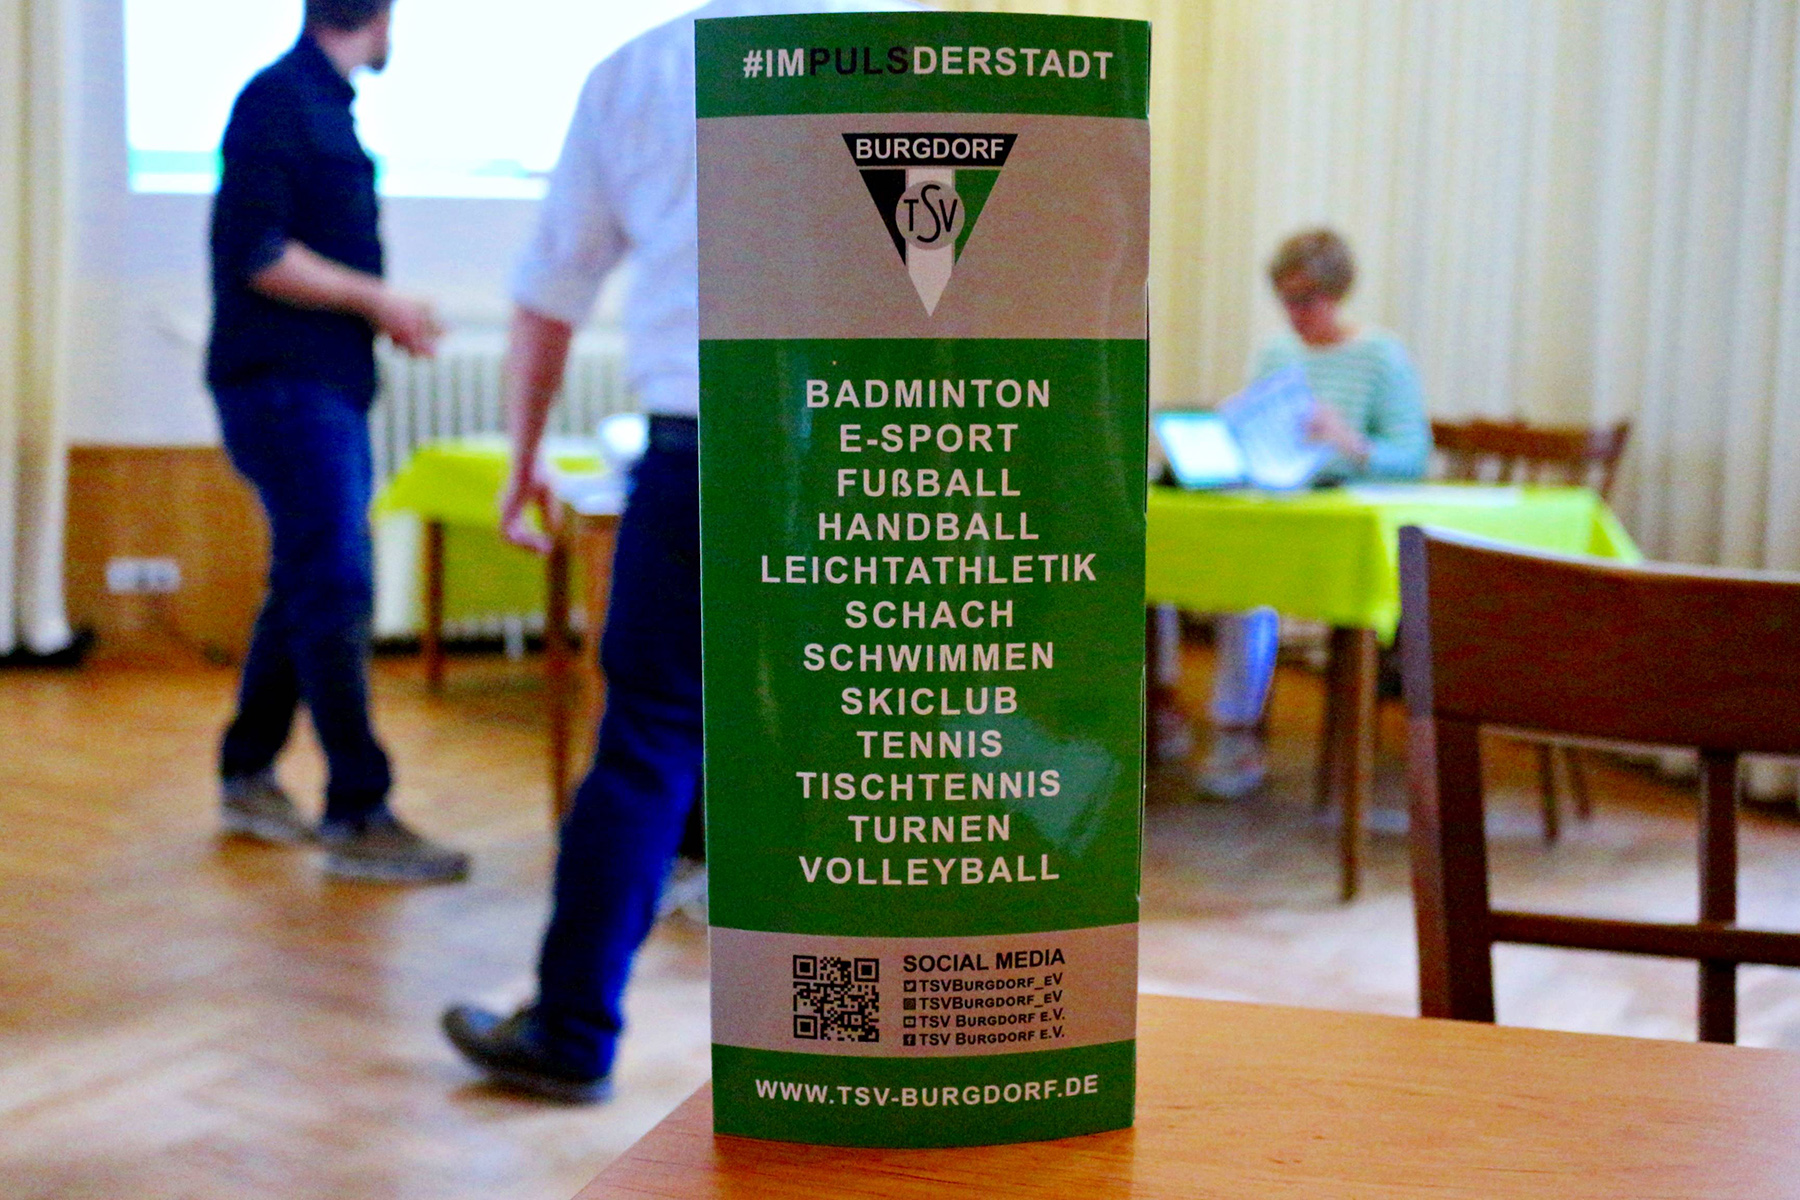 #IMPULSDERSTADT
BURGDORF
TSV
BADMINTON
E-SPORT
FUßBALL
HANDBALL
LEICHTATHLETIK
SCHACH
SCHWIMMEN
SKICLUB
TENNIS
TISCHTENNIS
TURNEN
VOLLEYBALL
SOCIAL MEDIA
TSVBURGDORF_EV
TSVBURGDORF_EV
TSV BURGDORF E.V.
TSV BURGDORF E.V.
WWW.TSV-BURGDORF.DE